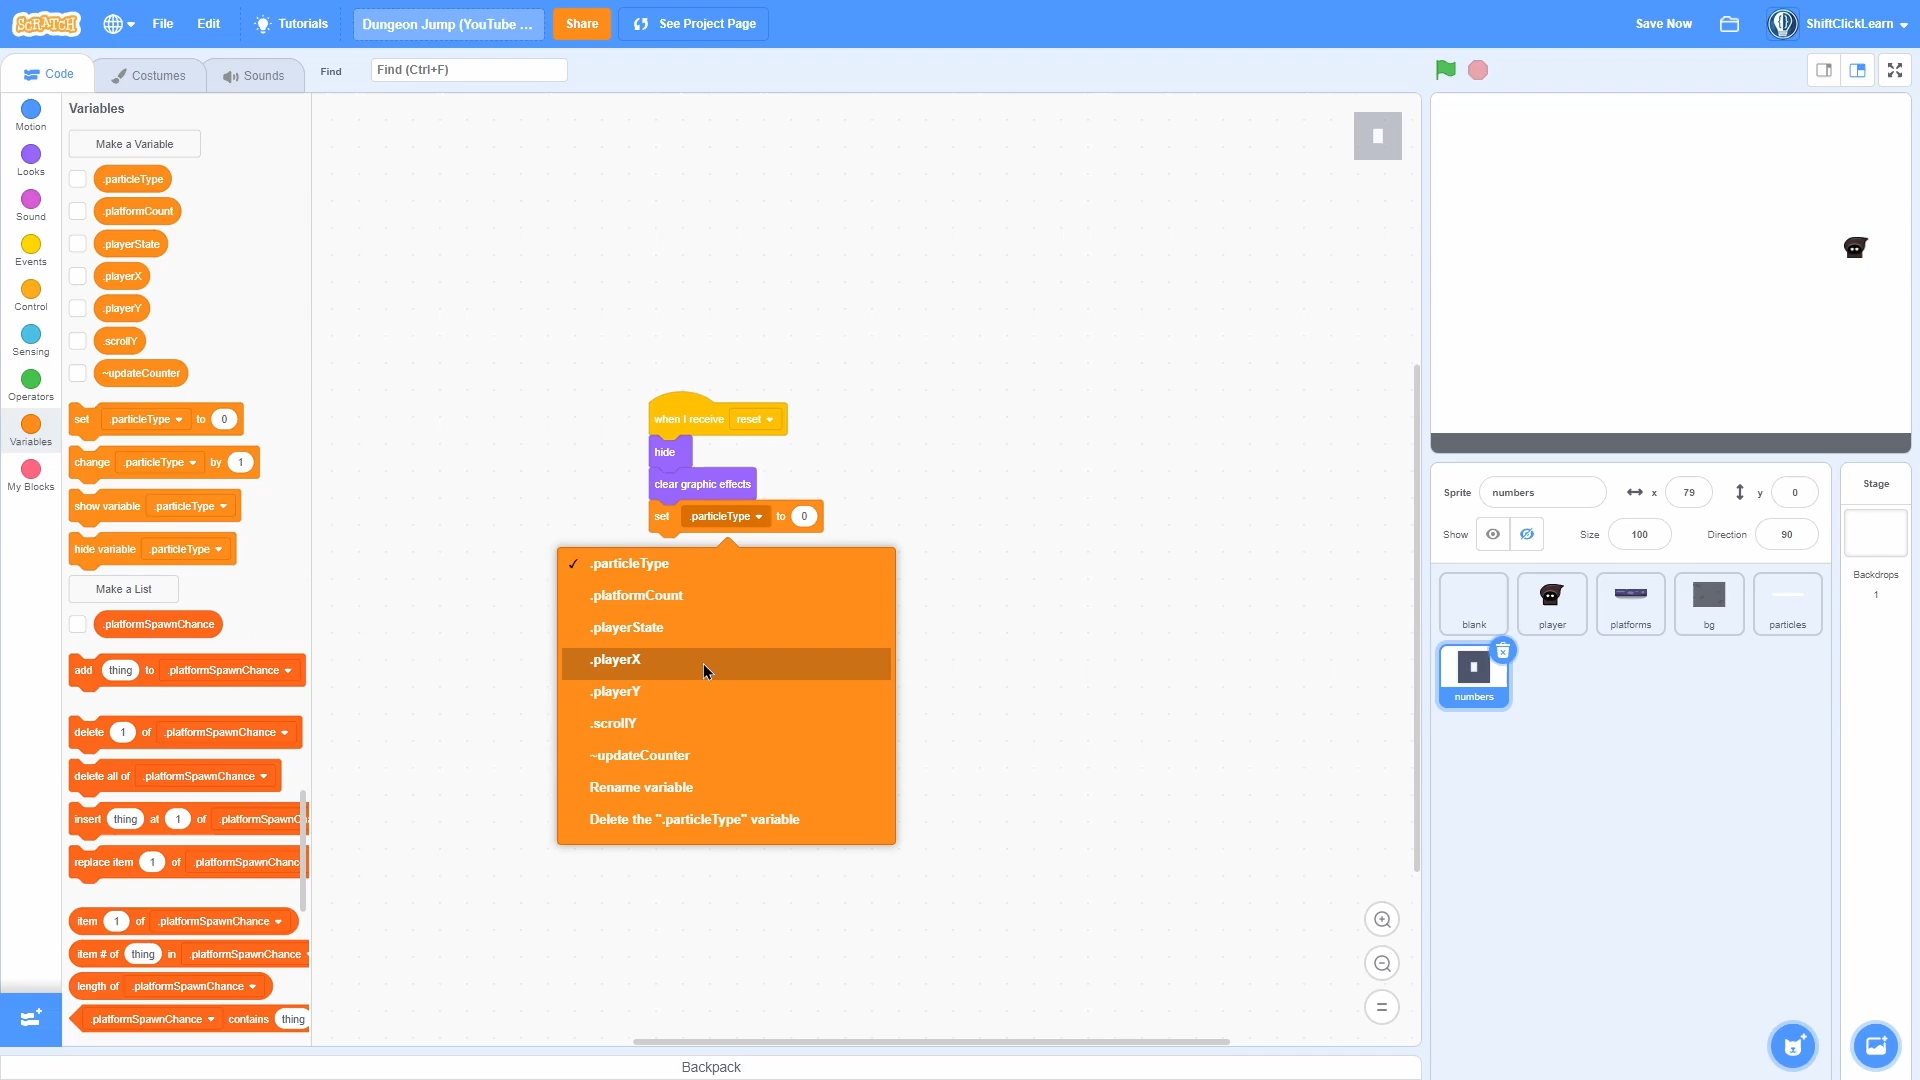 SCRATCH File Edit Tutorials Dungeon Jump (YouTube ... Share See Project Page Save Now ShiftClickLearn
Code Costumes Sounds Find Find (Ctrl+F)
Motion
Looks
Sound
Events
Control
Sensing
Operators
Variables
My Blocks
Variables
Make a Variable
.particleType
.platformCount
.playerState
.playerX
.playerY
.scrollY
~updateCounter
set .particleType to 0
change .particleType by 1
show variable .particleType
hide variable .particleType
Make a List
.platformSpawnChance
add thing to .platformSpawnChance
delete 1 of .platformSpawnChance
delete all of .platformSpawnChance
insert thing at 1 of .platformSpawnC
replace item 1 of .platformSpawnChanc
item 1 of .platformSpawnChance
item # of thing in .platformSpawnChance
length of .platformSpawnChance
.platformSpawnChance contains thing
when I receive reset
hide
clear graphic effects
set .particleType to 0
✓ .particleType
.platformCount
.playerState
.playerX
.playerY
.scrollY
~updateCounter
Rename variable
Delete the ".particleType" variable
Backpack
Sprite numbers x 79 y 0
Show Size 100 Direction 90
blank player platforms bg particles
numbers
Stage
Backdrops
1